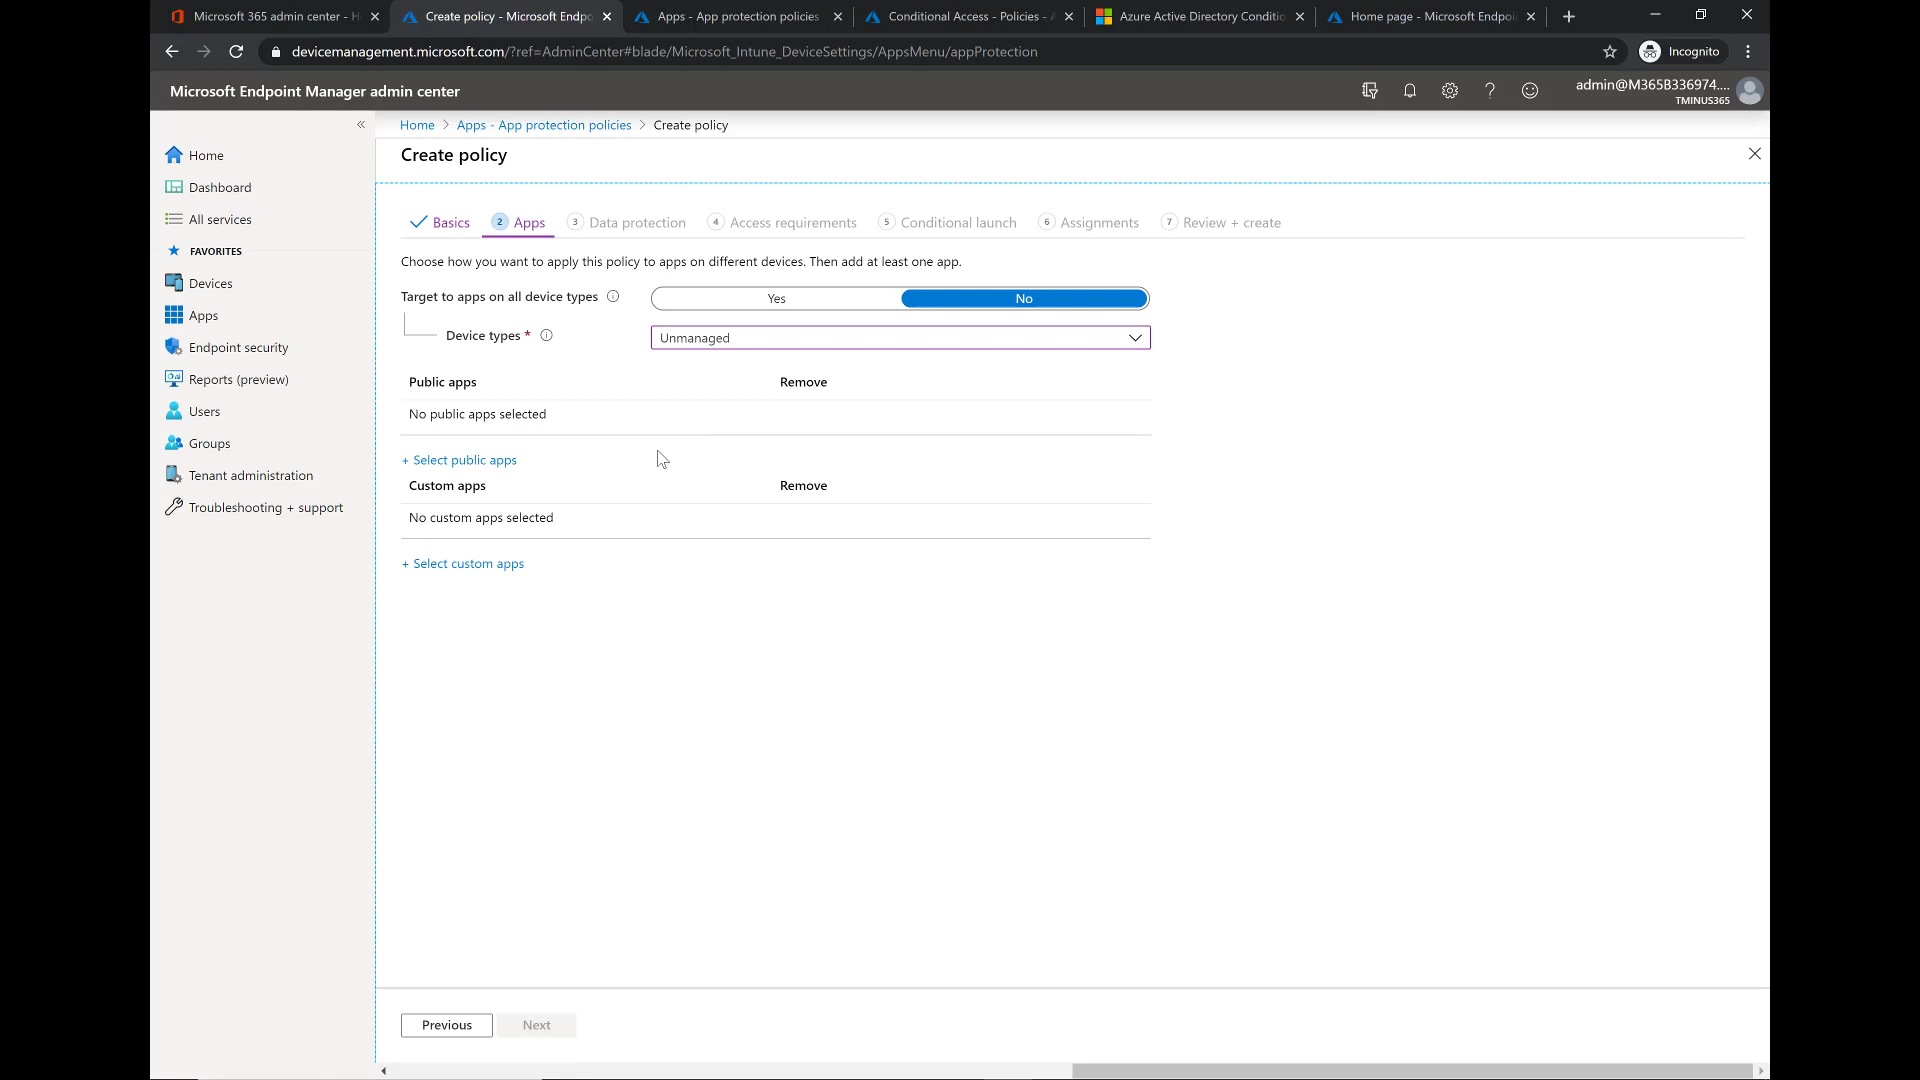 Microsoft 365 admin center - H
Create policy - Microsoft Endpo
Apps - App protection policies
Conditional Access - Policies - A
Azure Active Directory Conditio
Home page - Microsoft Endpoi
devicemanagement.microsoft.com/?ref=AdminCenter#blade/Microsoft_Intune_DeviceSettings/AppsMenu/appProtection
Incognito
Microsoft Endpoint Manager admin center
admin@M365B336974....
TMINUS365
Home
Dashboard
All services
FAVORITES
Devices
Apps
Endpoint security
Reports (preview)
Users
Groups
Tenant administration
Troubleshooting + support
Home > Apps - App protection policies > Create policy
Create policy
Basics
2 Apps
3 Data protection
4 Access requirements
5 Conditional launch
6 Assignments
7 Review + create
Choose how you want to apply this policy to apps on different devices. Then add at least one app.
Target to apps on all device types
Yes
No
Device types *
Unmanaged
Public apps
Remove
No public apps selected
+ Select public apps
Custom apps
Remove
No custom apps selected
+ Select custom apps
Previous
Next